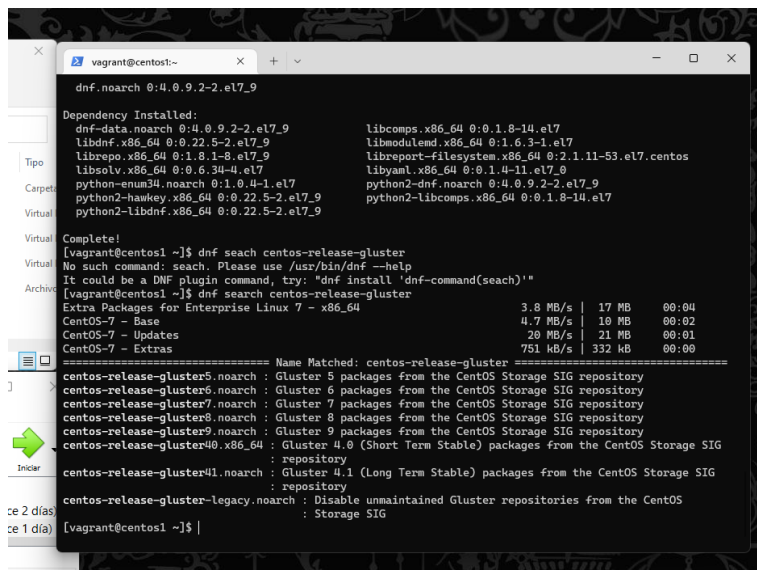 vagrant@centos1:~
dnf.noarch 0:4.0.9.2-2.el7_9
Dependency Installed:
dnf-data.noarch 0:4.0.9.2-2.el7_9 libcomps.x86_64 0:0.1.8-14.el7
libdnf.x86_64 0:0.22.5-2.el7_9 libmodulemd.x86_64 0:1.6.3-1.el7
librepo.x86_64 0:1.8.1-8.el7_9 libreport-filesystem.x86_64 0:2.1.11-53.el7.centos
libsolv.x86_64 0:0.6.34-4.el7 libyaml.x86_64 0:0.1.4-11.el7_0
python-enum34.noarch 0:1.0.4-1.el7 python2-dnf.noarch 0:4.0.9.2-2.el7_9
python2-hawkey.x86_64 0:0.22.5-2.el7_9 python2-libcomps.x86_64 0:0.1.8-14.el7
python2-libdnf.x86_64 0:0.22.5-2.el7_9
Complete!
[vagrant@centos1 ~]$ dnf seach centos-release-gluster
No such command: seach. Please use /usr/bin/dnf --help
It could be a DNF plugin command, try: "dnf install 'dnf-command(seach)'"
[vagrant@centos1 ~]$ dnf search centos-release-gluster
Extra Packages for Enterprise Linux 7 - x86_64 3.8 MB/s | 17 MB 00:04
CentOS-7 - Base 4.7 MB/s | 10 MB 00:02
CentOS-7 - Updates 20 MB/s | 21 MB 00:01
CentOS-7 - Extras 751 kB/s | 332 kB 00:00
=============================== Name Matched: centos-release-gluster ================================
centos-release-gluster5.noarch : Gluster 5 packages from the CentOS Storage SIG repository
centos-release-gluster6.noarch : Gluster 6 packages from the CentOS Storage SIG repository
centos-release-gluster7.noarch : Gluster 7 packages from the CentOS Storage SIG repository
centos-release-gluster8.noarch : Gluster 8 packages from the CentOS Storage SIG repository
centos-release-gluster9.noarch : Gluster 9 packages from the CentOS Storage SIG repository
centos-release-gluster40.x86_64 : Gluster 4.0 (Short Term Stable) packages from the CentOS Storage SIG
: repository
centos-release-gluster41.noarch : Gluster 4.1 (Long Term Stable) packages from the CentOS Storage SIG
: repository
centos-release-gluster-legacy.noarch : Disable unmaintained Gluster repositories from the CentOS
: Storage SIG
[vagrant@centos1 ~]$
Tipo
Carpeta
Virtual
Virtual
Virtual
Archivo
Iniciar
ce 2 días)
ce 1 día)